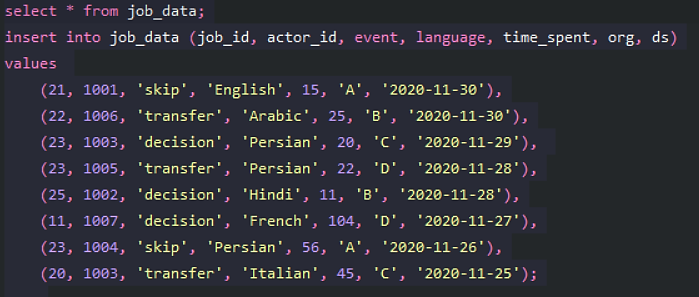 select * from job_data;
insert into job_data (job_id, actor_id, event, language, time_spent, org, ds)
values
(21, 1001, 'skip', 'English', 15, 'A', '2020-11-30'),
(22, 1006, 'transfer', 'Arabic', 25, 'B', '2020-11-30'),
(23, 1003, 'decision', 'Persian', 20, 'C', '2020-11-29'),
(23, 1005, 'transfer', 'Persian', 22, 'D', '2020-11-28'),
(25, 1002, 'decision', 'Hindi', 11, 'B', '2020-11-28'),
(11, 1007, 'decision', 'French', 104, 'D', '2020-11-27'),
(23, 1004, 'skip', 'Persian', 56, 'A', '2020-11-26'),
(20, 1003, 'transfer', 'Italian', 45, 'C', '2020-11-25');